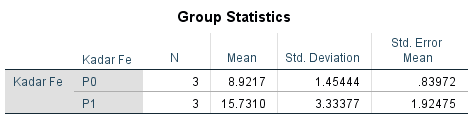 Group Statistics
Kadar Fe N Mean Std. Deviation Std. Error Mean
Kadar Fe P0 3 8.9217 1.45444 .83972
P1 3 15.7310 3.33377 1.92475